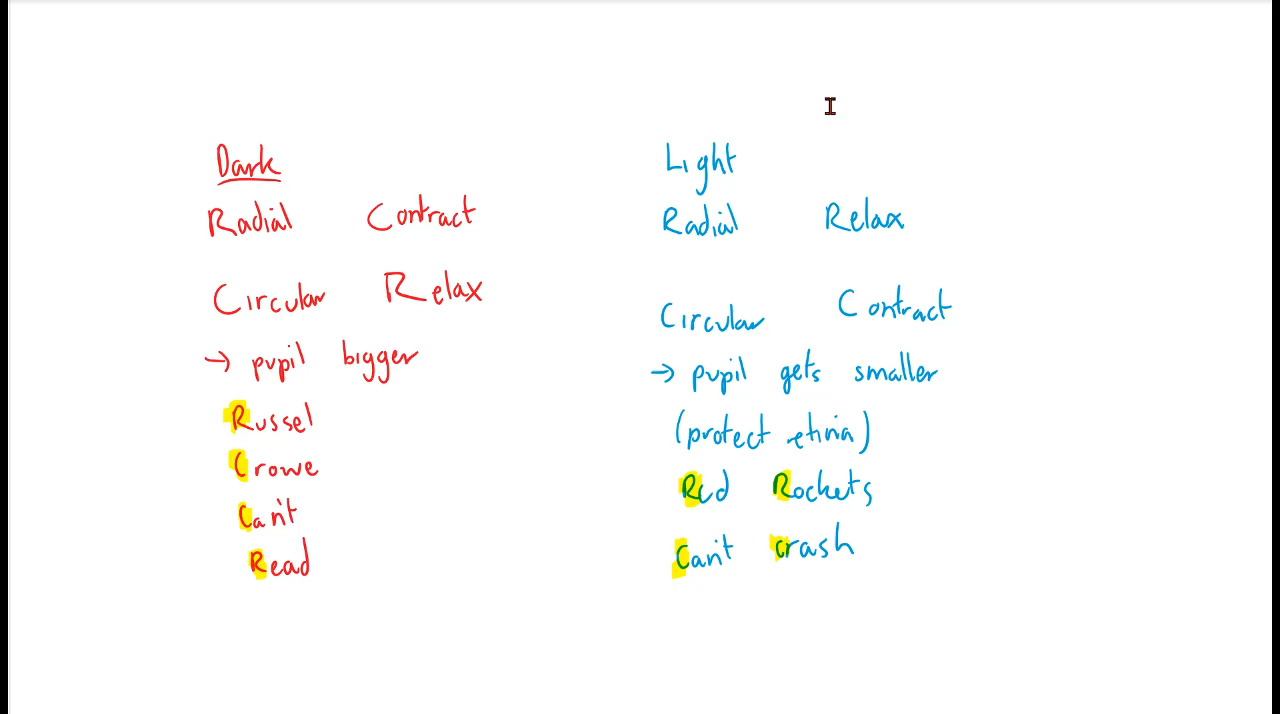 Dark
Radial Contract
Circular Relax
→ pupil bigger
Russel
Crowe
Can't
Read
Light
Radial Relax
Circular Contract
→ pupil gets smaller
(protect retina)
Red Rockets
Can't crash